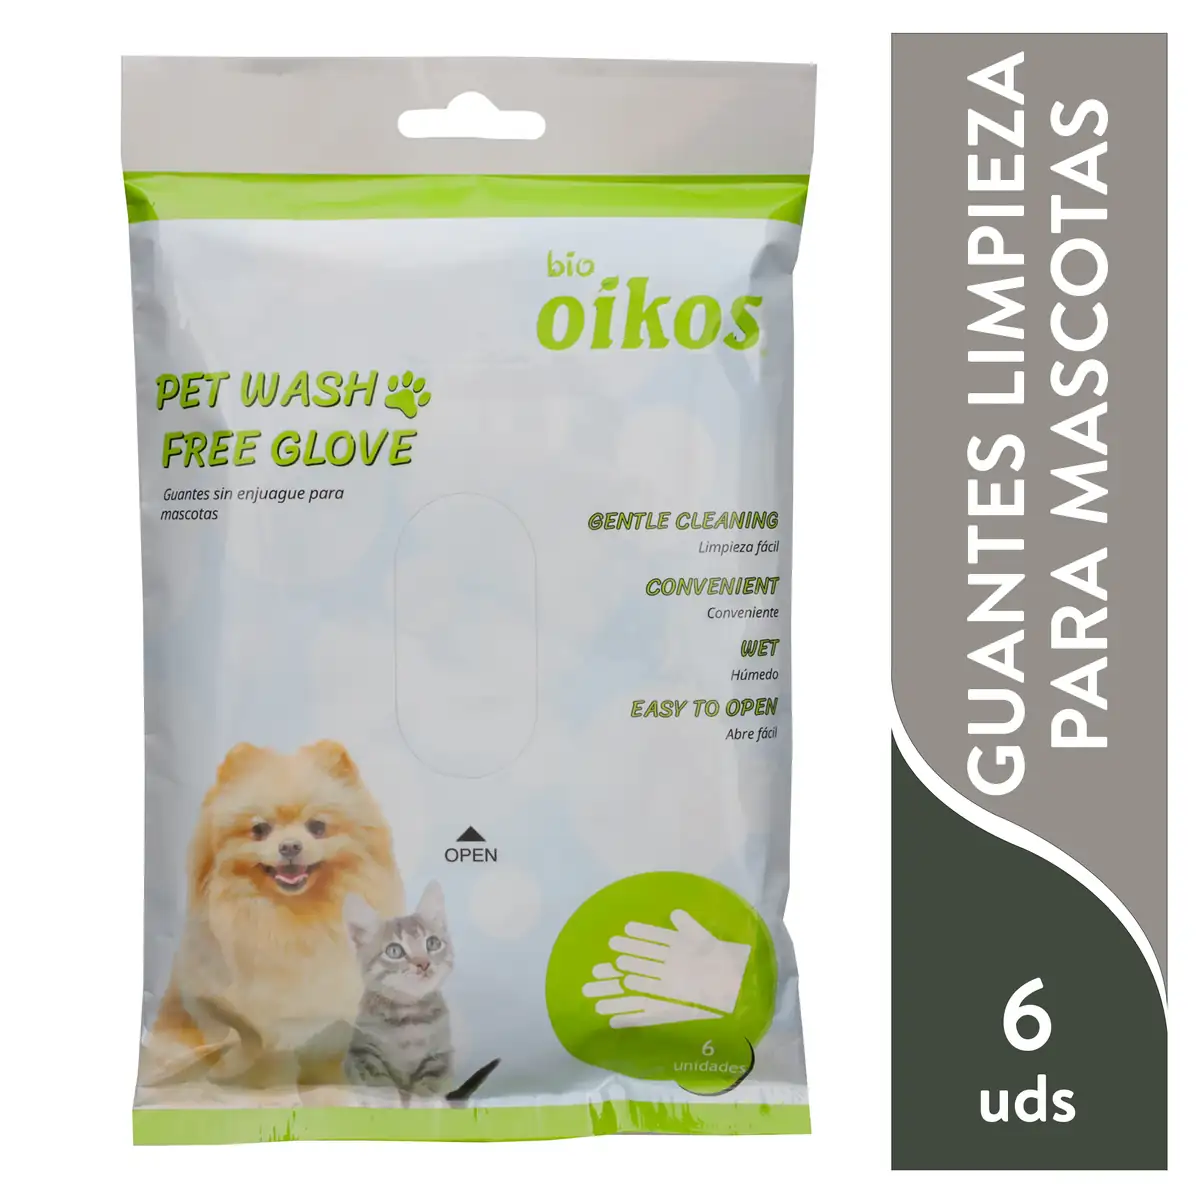 bio
oikos
PET WASH
FREE GLOVE
Guantes sin enjuague para
mascotas
GENTLE CLEANING
Limpieza fácil
CONVENIENT
Conveniente
WET
Húmedo
EASY TO OPEN
Abre fácil
OPEN
6
unidades
GUANTES LIMPIEZA
PARA MASCOTAS
6
uds